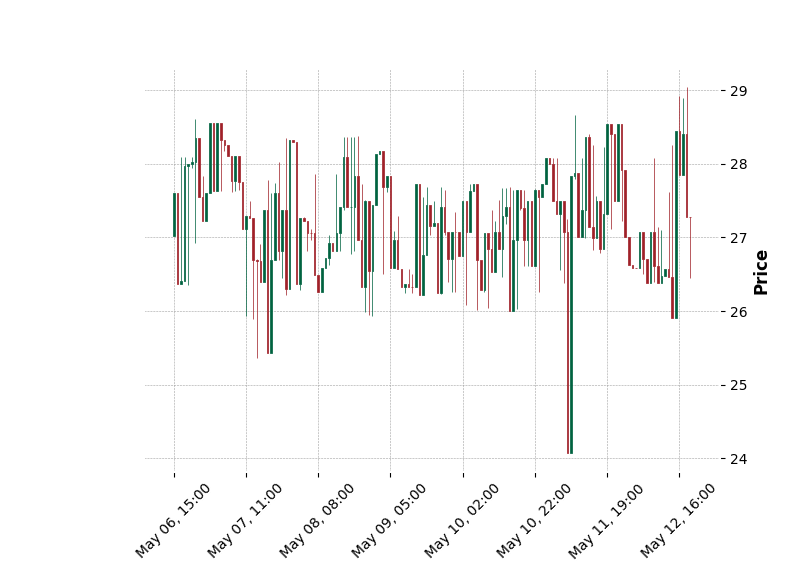 29
28
27
26
25
24
Price
May 06, 15:00
May 07, 11:00
May 08, 08:00
May 09, 05:00
May 10, 02:00
May 10, 22:00
May 11, 19:00
May 12, 16:00